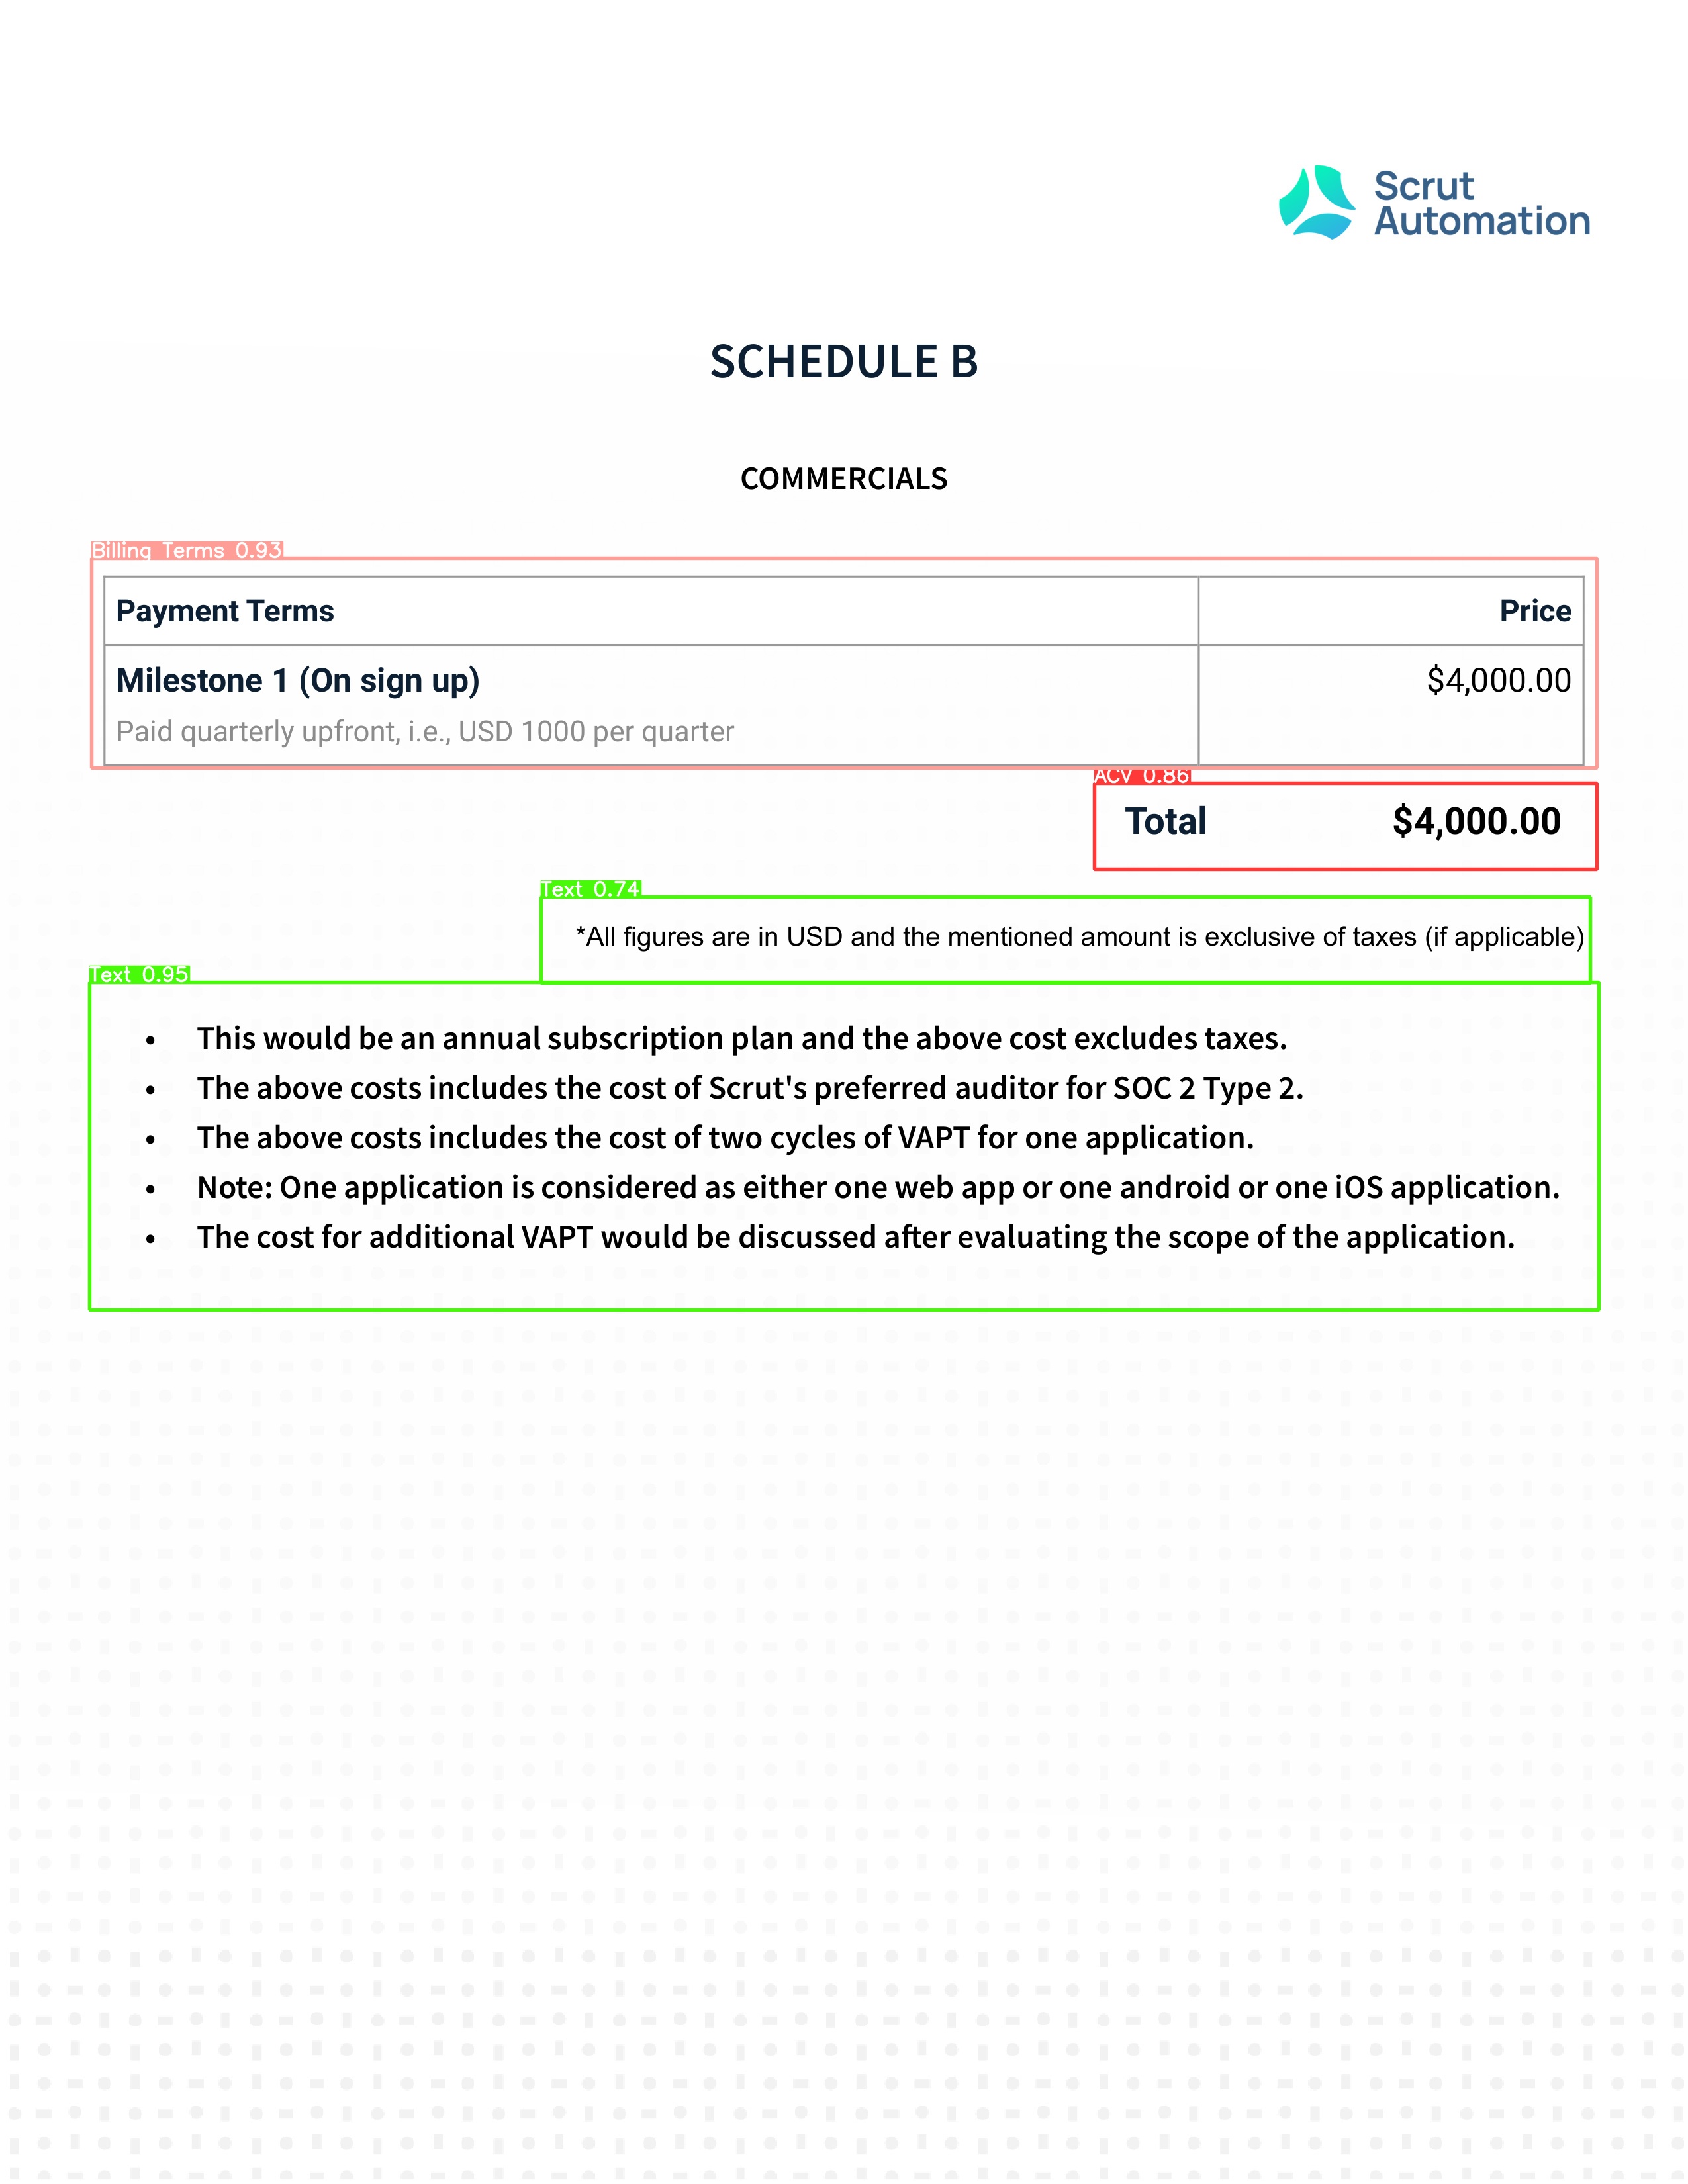 Scrut
Automation
SCHEDULE B
COMMERCIALS
Billing Terms 0.93
Payment Terms Price
Milestone 1 (On sign up) $4,000.00
Paid quarterly upfront, i.e., USD 1000 per quarter
ACV 0.86
Total $4,000.00
Text 0.74
*All figures are in USD and the mentioned amount is exclusive of taxes (if applicable)
Text 0.95
• This would be an annual subscription plan and the above cost excludes taxes.
• The above costs includes the cost of Scrut's preferred auditor for SOC 2 Type 2.
• The above costs includes the cost of two cycles of VAPT for one application.
• Note: One application is considered as either one web app or one android or one iOS application.
• The cost for additional VAPT would be discussed after evaluating the scope of the application.